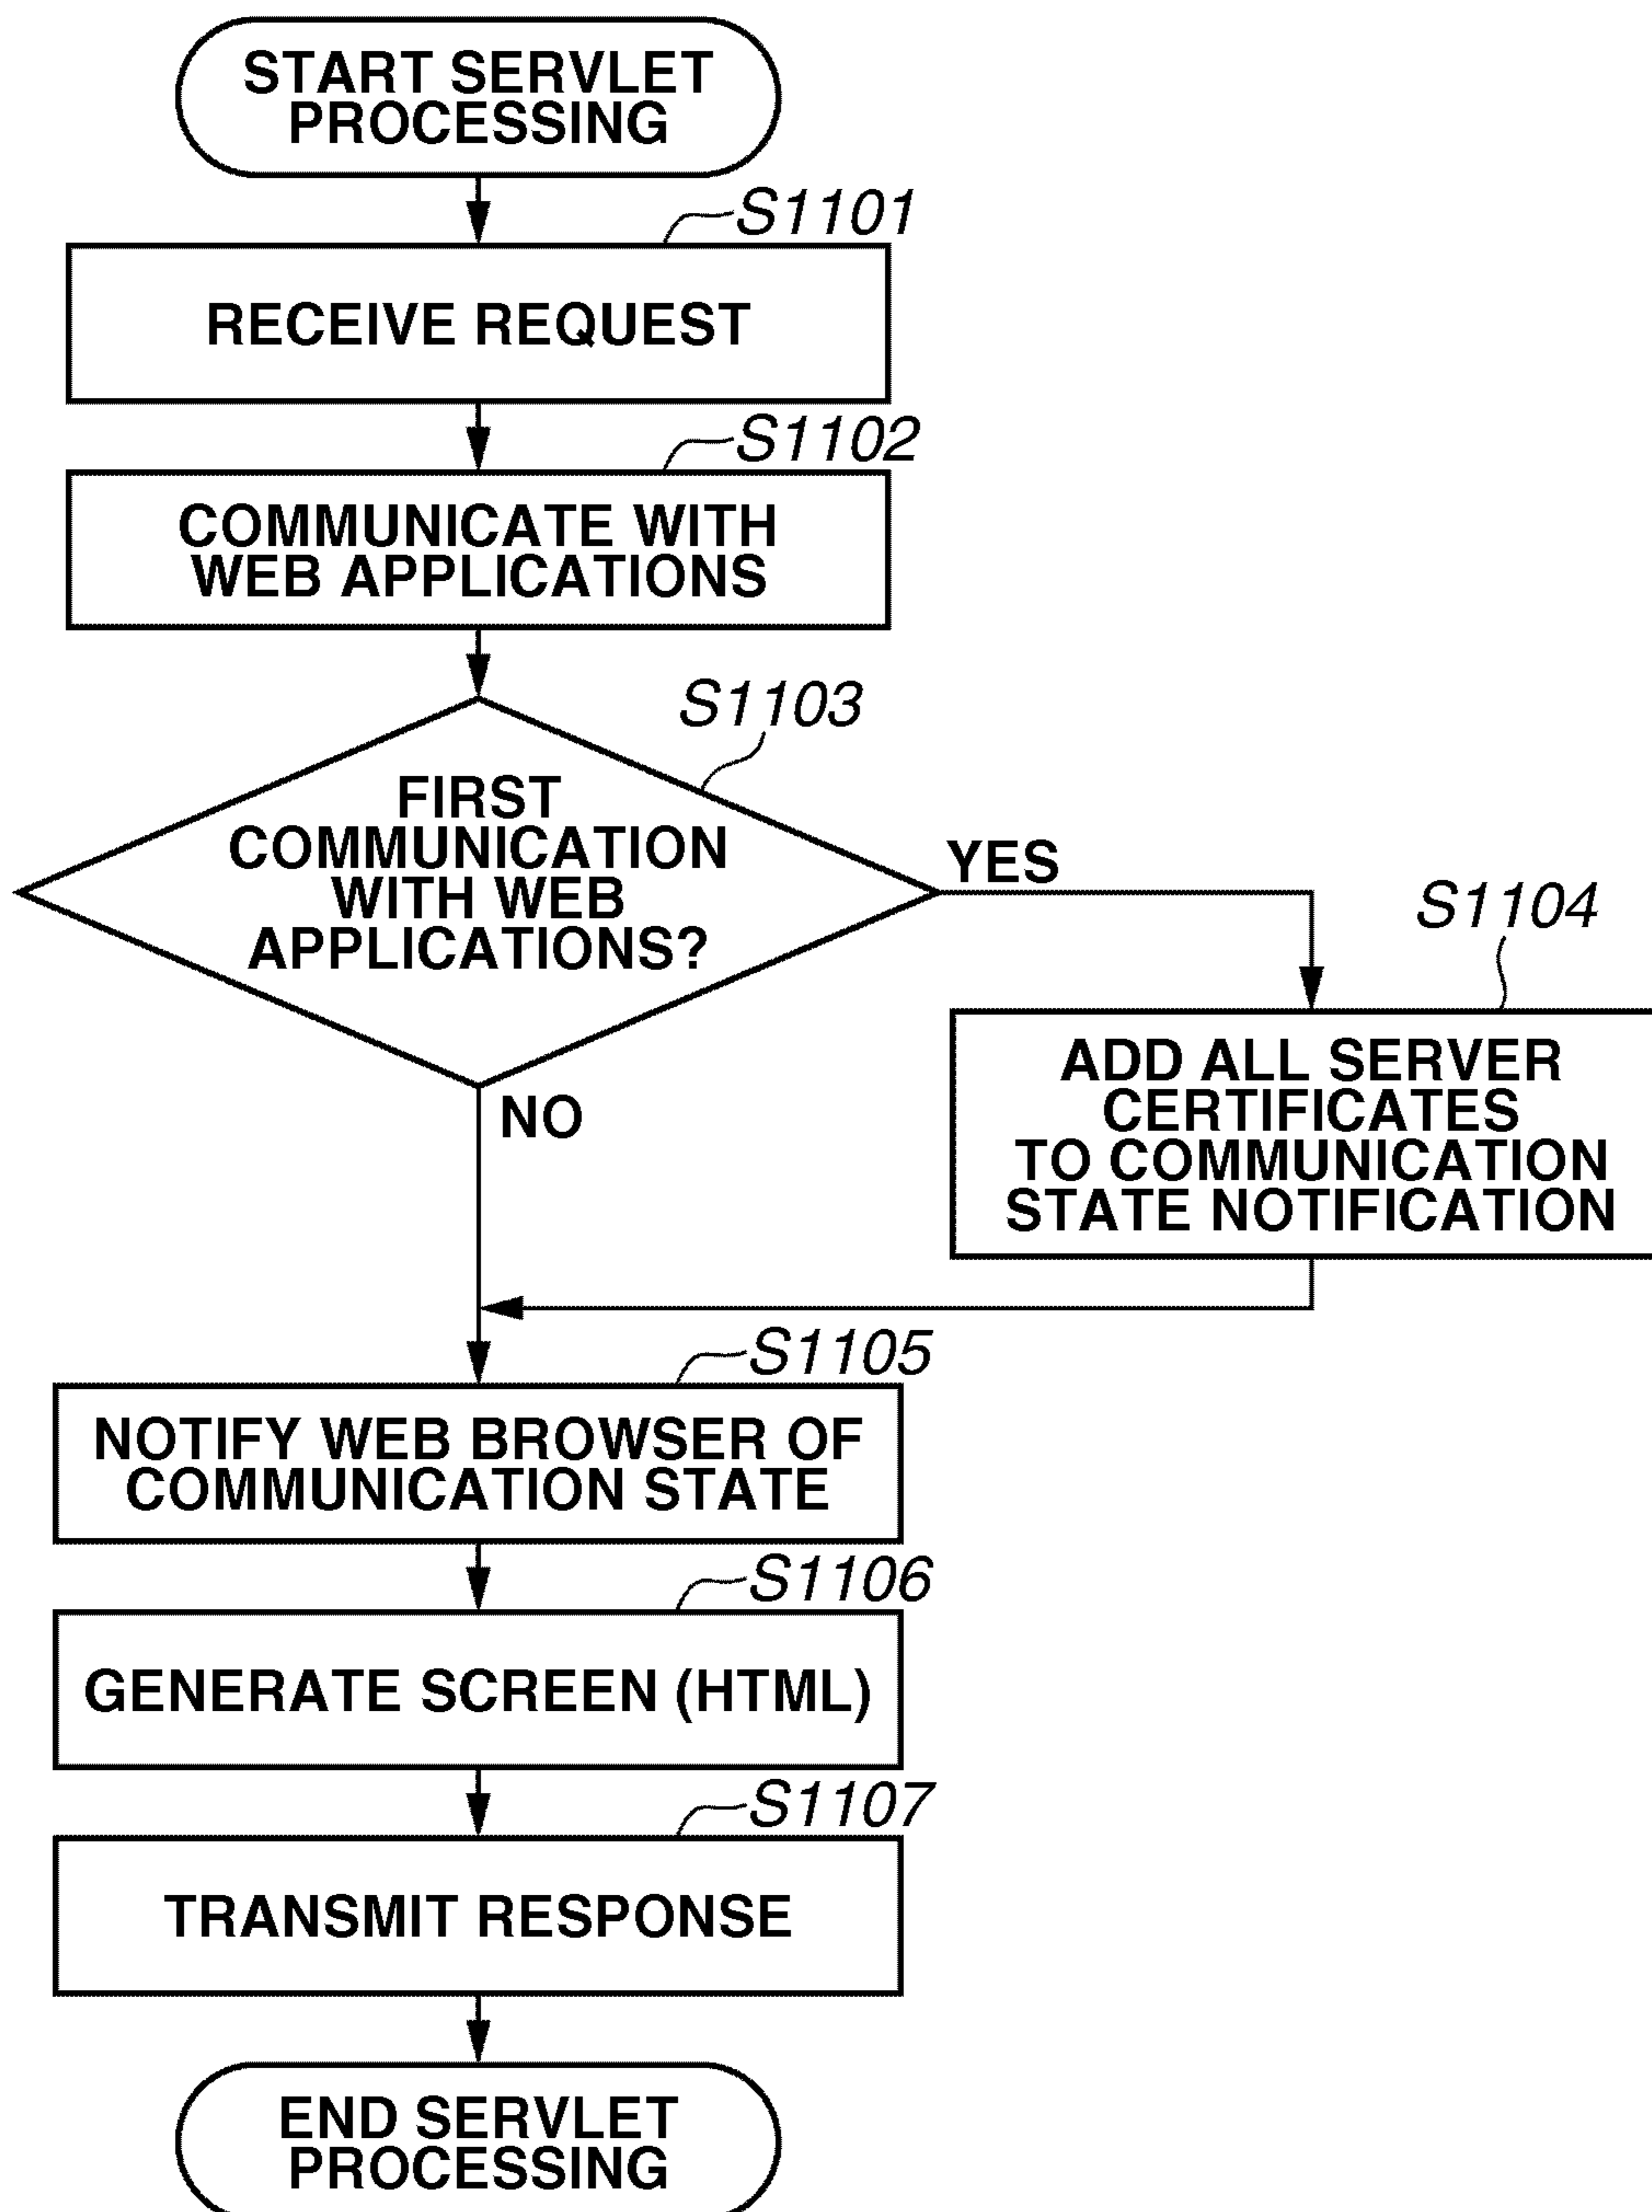 START SERVLET
PROCESSING
S1101
RECEIVE REQUEST
S1102
COMMUNICATE WITH
WEB APPLICATIONS
S1103
FIRST
COMMUNICATION
WITH WEB
APPLICATIONS?
YES
S1104
ADD ALL SERVER
CERTIFICATES
TO COMMUNICATION
STATE NOTIFICATION
NO
S1105
NOTIFY WEB BROWSER OF
COMMUNICATION STATE
S1106
GENERATE SCREEN (HTML)
S1107
TRANSMIT RESPONSE
END SERVLET
PROCESSING